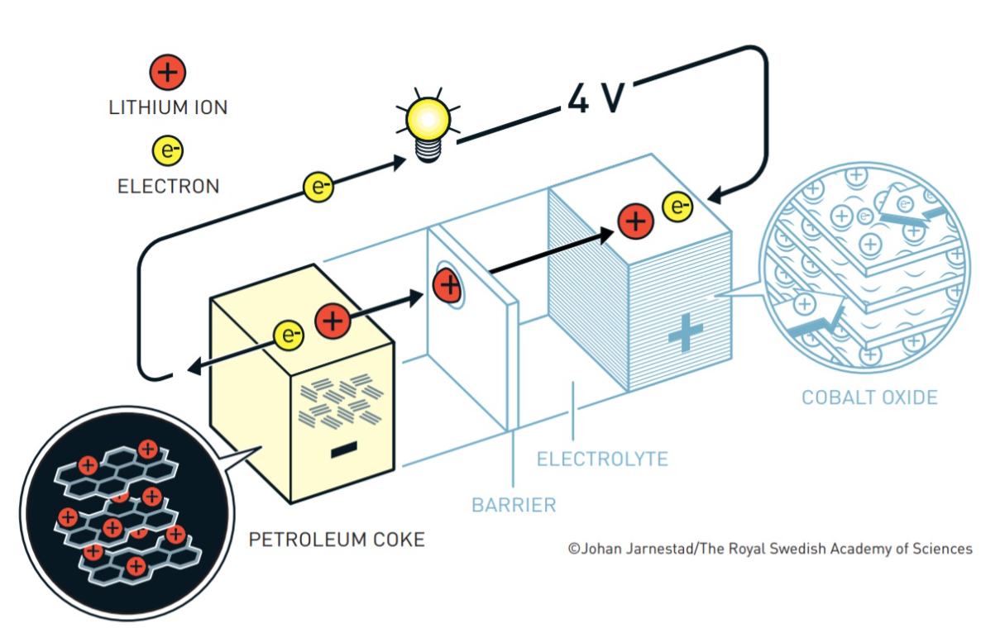 +
LITHIUM ION
e-
ELECTRON
4 V
e-
+
e-
+
e-
+
+
-
COBALT OXIDE
ELECTROLYTE
BARRIER
PETROLEUM COKE
©Johan Jarnestad/The Royal Swedish Academy of Sciences